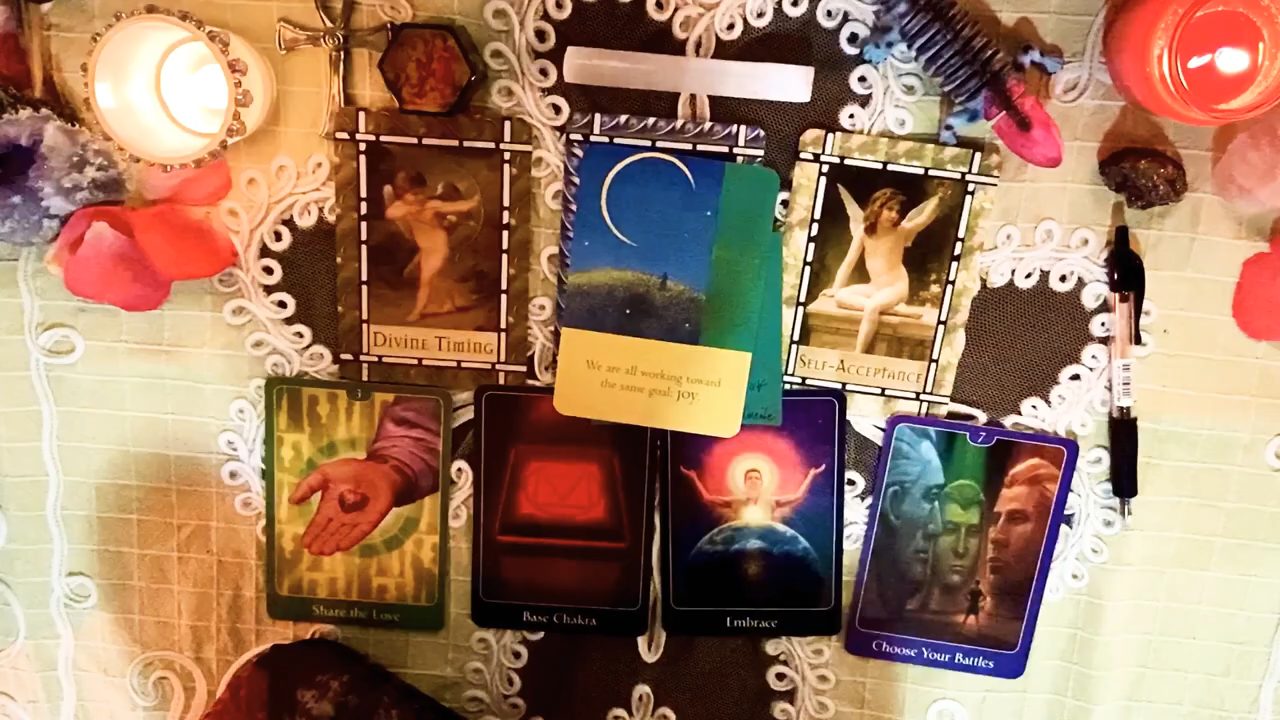 Divine Timing
We are all working toward
the same goal: joy.
Self-Acceptance
3
Share the Love
Base Chakra
Embrace
7
Choose Your Battles